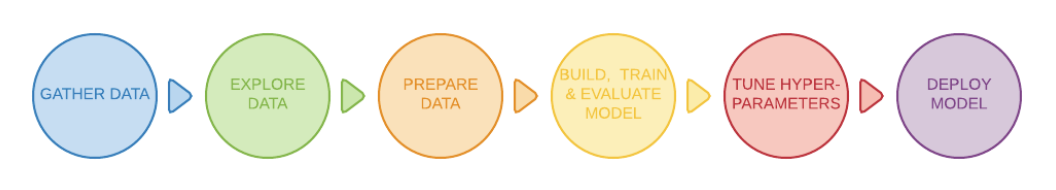 GATHER DATA
EXPLORE
DATA
PREPARE
DATA
BUILD, TRAIN
& EVALUATE
MODEL
TUNE HYPER-
PARAMETERS
DEPLOY
MODEL